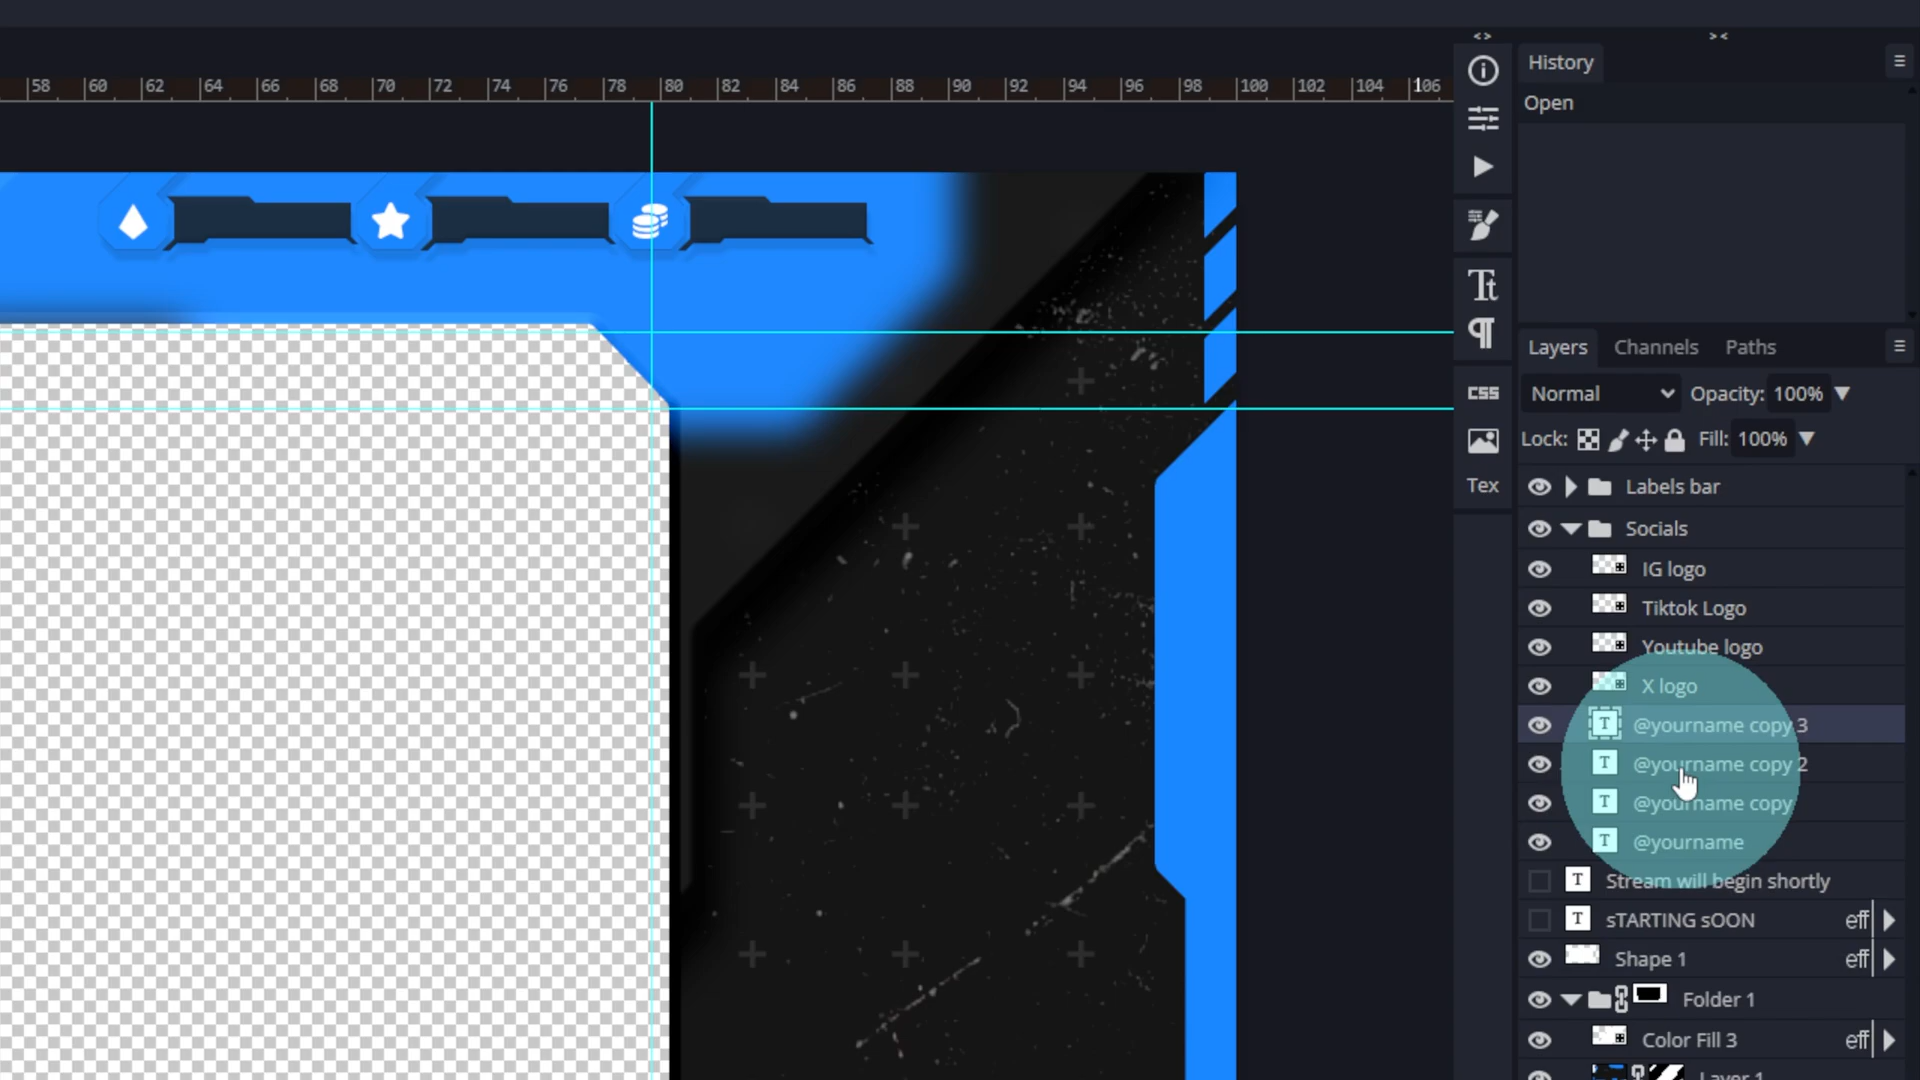 58 60 62 64 66 68 70 72 74 76 78 80 82 84 86 88 90 92 94 96 98 100 102 104 106
History
Open
Tt
Layers Channels Paths
Normal Opacity: 100%
CSS
Lock: Fill: 100%
Tex
Labels bar
Socials
IG logo
Tiktok Logo
Youtube logo
X logo
T @yourname copy 3
T @yourname copy 2
T @yourname copy
T @yourname
T Stream will begin shortly
T sTARTING sOON eff
Shape 1 eff
Folder 1
Color Fill 3 eff
Layer 1